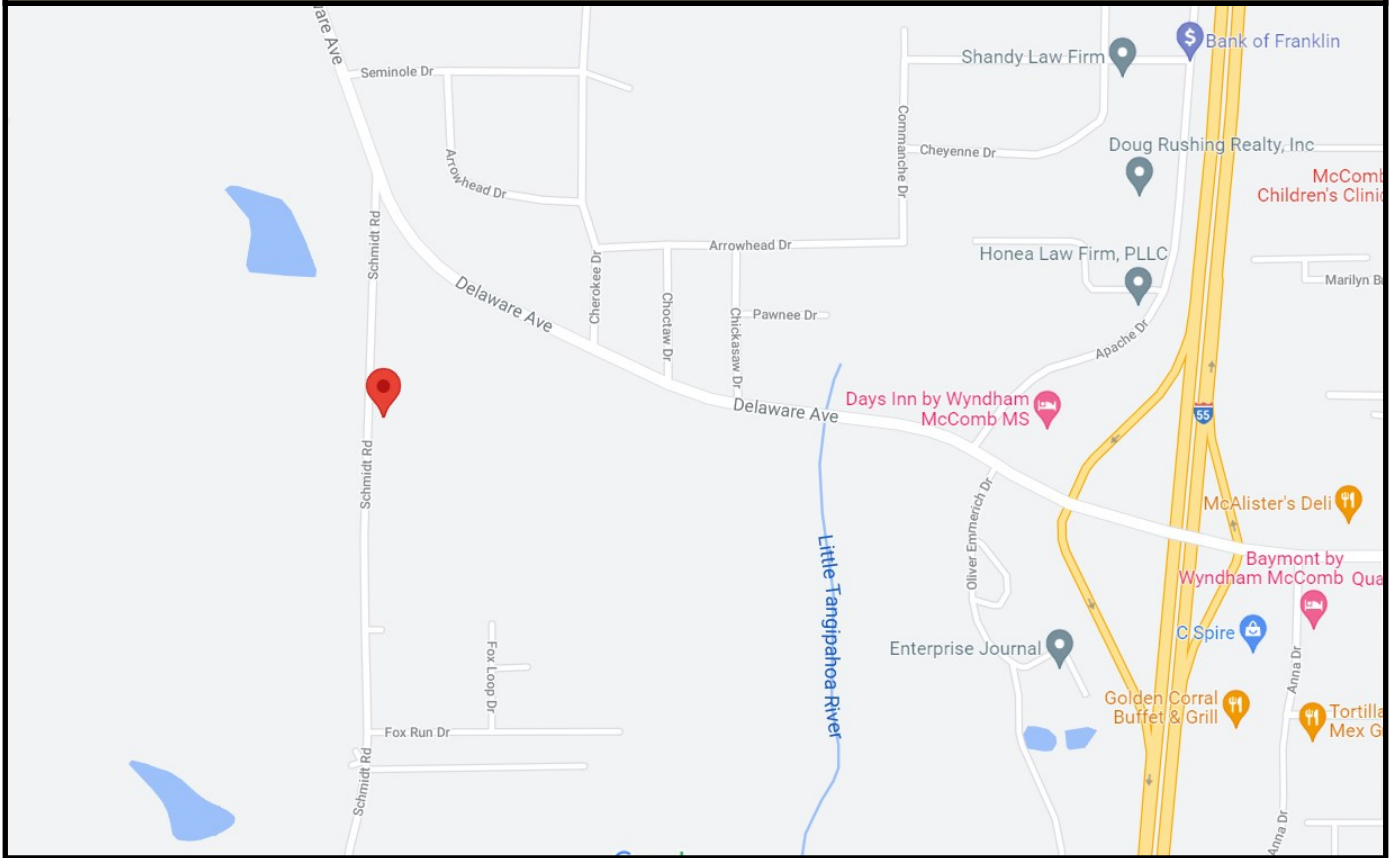 ware Ave
Seminole Dr
Shandy Law Firm
Bank of Franklin
Commanche Dr
Cheyenne Dr
Doug Rushing Realty, Inc
Arrowhead Dr
McComb
Children's Clinic
Schmidt Rd
Arrowhead Dr
Honea Law Firm, PLLC
Cherokee Dr
Delaware Ave
Choctaw Dr
Chickasaw Dr
Pawnee Dr
Marilyn B
Apache Dr
Days Inn by Wyndham
McComb MS
Delaware Ave
55
Schmidt Rd
McAlister's Deli
Oliver Emmerich Dr
Little Tangipahoa River
Baymont by
Wyndham McComb
Qua
C Spire
Enterprise Journal
Fox Loop Dr
Anna Dr
Golden Corral
Buffet & Grill
Tortilla
Mex G
Fox Run Dr
Schmidt Rd
Anna Dr